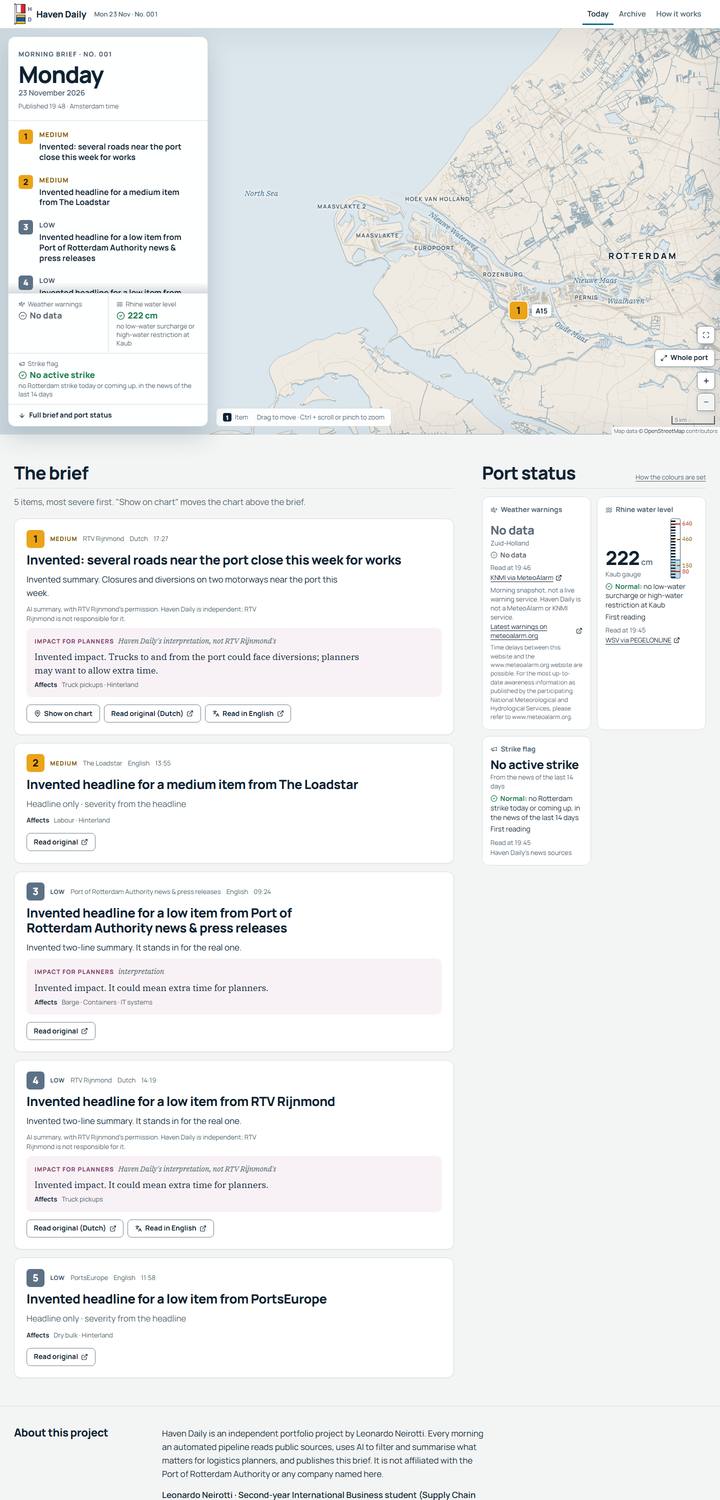 H
D
Haven Daily
Mon 23 Nov · No. 001
Today
Archive
How it works
MORNING BRIEF · NO. 001
Monday
23 November 2026
Published 19:48 · Amsterdam time
1
MEDIUM
Invented: several roads near the port
close this week for works
2
MEDIUM
Invented headline for a medium item
from The Loadstar
3
LOW
Invented headline for a low item from
Port of Rotterdam Authority news &
press releases
4
LOW
Invented headline for a low item from
Weather warnings
No data
Rhine water level
222 cm
no low-water surcharge or
high-water restriction at
Kaub
Strike flag
No active strike
no Rotterdam strike today or coming up, in the news of the
last 14 days
Full brief and port status
North Sea
MAASVLAKTE 2
HOEK VAN HOLLAND
MAASVLAKTE
Nieuwe Waterweg
EUROPOORT
ROTTERDAM
ROZENBURG
Nieuwe Maas
PERNIS
Waalhaven
1
A15
Oude Maas
Whole port
+
−
5 km
1
Item
Drag to move · Ctrl + scroll or pinch to zoom
Map data © OpenStreetMap contributors
The brief
5 items, most severe first. "Show on chart" moves the chart above the brief.
1
MEDIUM RTV Rijnmond Dutch 17:27
Invented: several roads near the port close this week for works
Invented summary. Closures and diversions on two motorways near the port this
week.
AI summary, with RTV Rijnmond's permission. Haven Daily is independent; RTV
Rijnmond is not responsible for it.
IMPACT FOR PLANNERS Haven Daily's interpretation, not RTV Rijnmond's
Invented impact. Trucks to and from the port could face diversions; planners
may want to allow extra time.
Affects Truck pickups · Hinterland
Show on chart
Read original (Dutch)
Read in English
2
MEDIUM The Loadstar English 13:55
Invented headline for a medium item from The Loadstar
Headline only · severity from the headline
Affects Labour · Hinterland
Read original
3
LOW Port of Rotterdam Authority news & press releases English 09:24
Invented headline for a low item from Port of
Rotterdam Authority news & press releases
Invented two-line summary. It stands in for the real one.
IMPACT FOR PLANNERS interpretation
Invented impact. It could mean extra time for planners.
Affects Barge · Containers · IT systems
Read original
4
LOW RTV Rijnmond Dutch 14:19
Invented headline for a low item from RTV Rijnmond
Invented two-line summary. It stands in for the real one.
AI summary, with RTV Rijnmond's permission. Haven Daily is independent; RTV
Rijnmond is not responsible for it.
IMPACT FOR PLANNERS Haven Daily's interpretation, not RTV Rijnmond's
Invented impact. It could mean extra time for planners.
Affects Truck pickups
Read original (Dutch)
Read in English
5
LOW PortsEurope English 11:58
Invented headline for a low item from PortsEurope
Headline only · severity from the headline
Affects Dry bulk · Hinterland
Read original
Port status
How the colours are set
Weather warnings
No data
Zuid-Holland
No data
Read at 19:46
KNMI via MeteoAlarm
Morning snapshot, not a live
warning service. Haven Daily is
not a MeteoAlarm or KNMI
service.
Latest warnings on
meteoalarm.org
Time delays between this
website and the
www.meteoalarm.org website are
possible. For the most up-to-
date awareness information as
published by the participating
National Meteorological and
Hydrological Services, please
refer to www.meteoalarm.org.
Rhine water level
640
460
150
80
222 cm
Kaub gauge
Normal: no low-water
surcharge or high-water
restriction at Kaub
First reading
Read at 19:45
WSV via PEGELONLINE
Strike flag
No active strike
From the news of the last 14
days
Normal: no Rotterdam
strike today or coming up, in
the news of the last 14 days
First reading
Read at 19:45
Haven Daily's news sources
About this project
Haven Daily is an independent portfolio project by Leonardo Neirotti. Every morning
an automated pipeline reads public sources, uses AI to filter and summarise what
matters for logistics planners, and publishes this brief. It is not affiliated with the
Port of Rotterdam Authority or any company named here.
Leonardo Neirotti · Second-year International Business student (Supply Chain